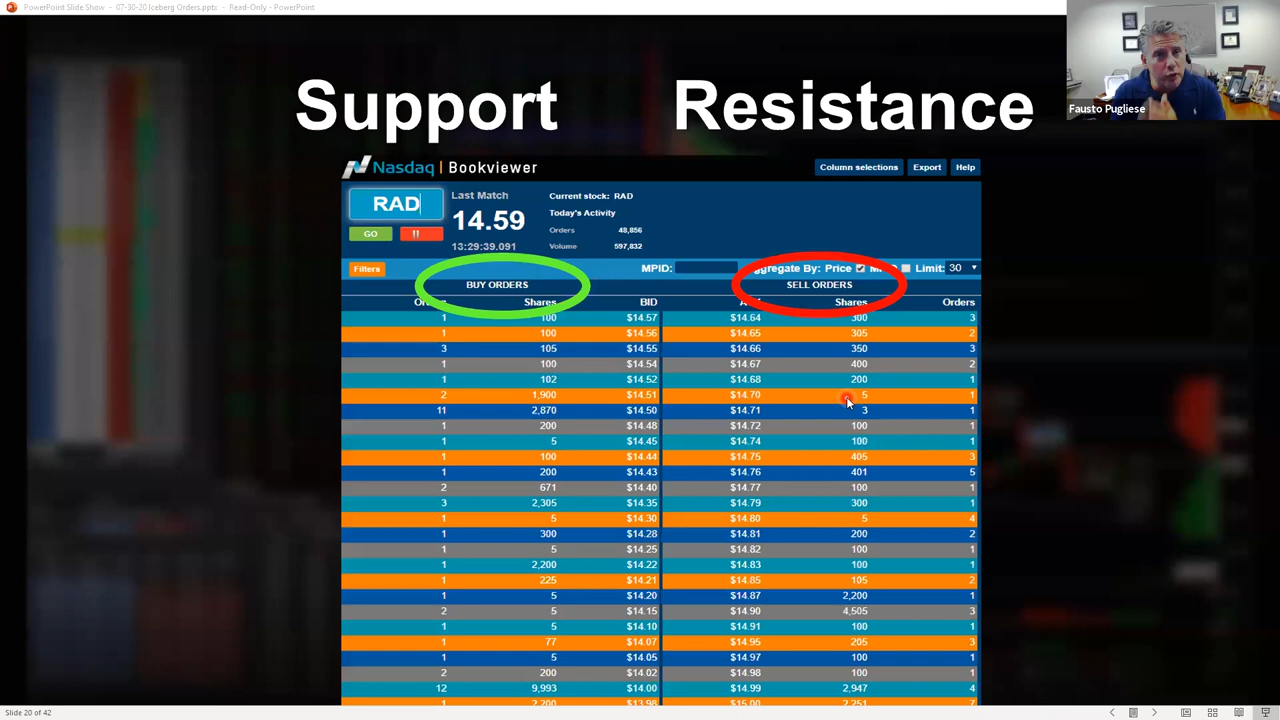 PowerPoint Slide Show - 07-30-20 Iceberg Orders.pptx - Read-Only - PowerPoint
Fausto Pugliese
Support Resistance
Nasdaq | Bookviewer Column selections Export Help
RAD
GO
Last Match
14.59
13:29:39.091
Current stock: RAD
Today's Activity
Orders 48,856
Volume 597,832
Filters MPID: Aggregate By: Price Limit: 30
BUY ORDERS SELL ORDERS
Shares BID Shares Orders
1 100 $14.57 $14.64 300 3
1 100 $14.56 $14.65 305 2
3 105 $14.55 $14.66 350 3
1 100 $14.54 $14.67 400 2
1 102 $14.52 $14.68 200 1
2 1,900 $14.51 $14.70 5 1
11 2,870 $14.50 $14.71 3 1
1 200 $14.48 $14.72 100 1
1 5 $14.45 $14.74 100 1
1 100 $14.44 $14.75 405 3
1 200 $14.43 $14.76 401 5
2 671 $14.40 $14.77 100 1
3 2,305 $14.35 $14.79 300 1
1 5 $14.30 $14.80 5 4
1 300 $14.28 $14.81 200 2
1 5 $14.25 $14.82 100 1
1 2,200 $14.22 $14.83 100 1
1 225 $14.21 $14.85 105 2
1 5 $14.20 $14.87 2,200 1
2 5 $14.15 $14.90 4,505 3
1 5 $14.10 $14.91 100 1
1 77 $14.07 $14.95 205 3
1 5 $14.05 $14.97 100 1
2 200 $14.02 $14.98 100 1
12 9,993 $14.00 $14.99 2,947 4
1 2,200 $13.98 $15.00 2,251 7
Slide 20 of 42